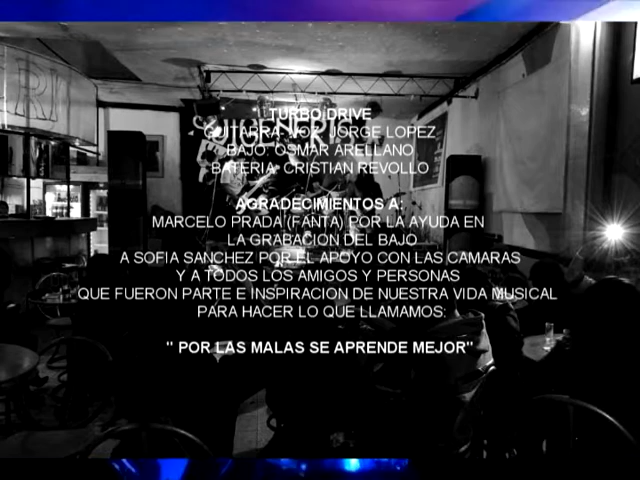 TURBO DRIVE
GUITARRA-VOZ: JORGE LOPEZ
BAJO: OSMAR ARELLANO
BATERIA: CRISTIAN REVOLLO
AGRADECIMIENTOS A:
MARCELO PRADA (FANTA) POR LA AYUDA EN
LA GRABACION DEL BAJO
A SOFIA SANCHEZ POR EL APOYO CON LAS CAMARAS
Y A TODOS LOS AMIGOS Y PERSONAS
QUE FUERON PARTE E INSPIRACION DE NUESTRA VIDA MUSICAL
PARA HACER LO QUE LLAMAMOS:
" POR LAS MALAS SE APRENDE MEJOR"